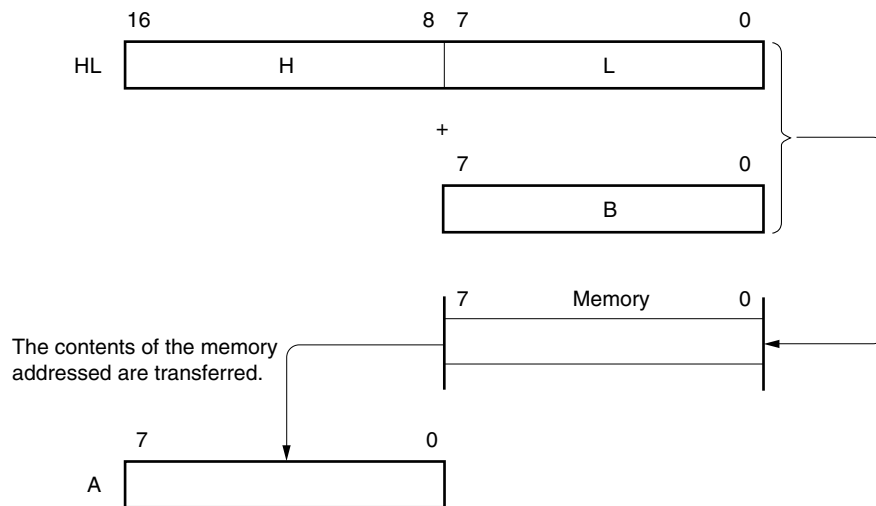 16 8 7 0
HL H L
+
7 0
B
7 Memory 0
The contents of the memory
addressed are transferred.
7 0
A